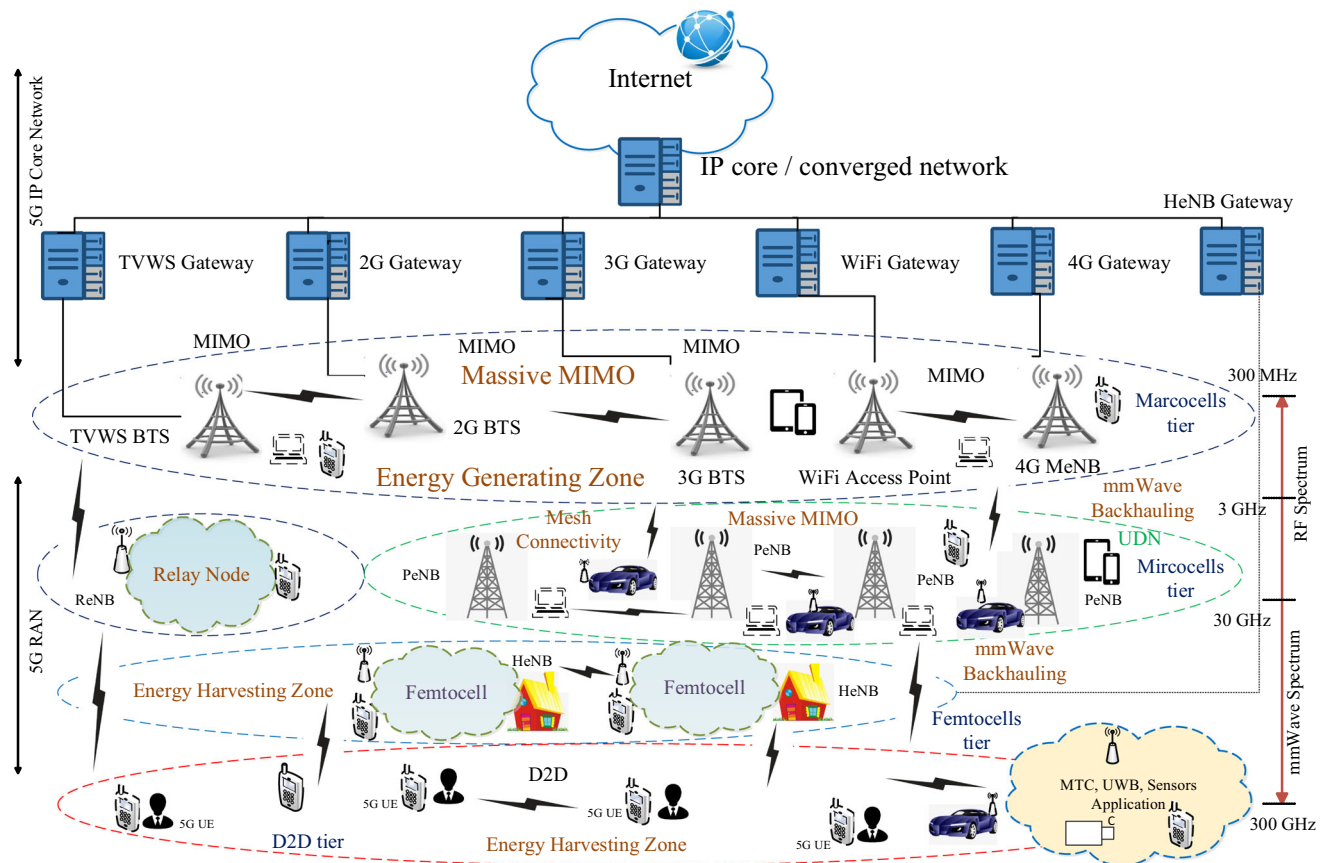 Internet
5G IP Core Network
IP core / converged network
HeNB Gateway
TVWS Gateway
2G Gateway
3G Gateway
WiFi Gateway
4G Gateway
MIMO
MIMO
MIMO
MIMO
Massive MIMO
300 MHz
Marcocells
tier
TVWS BTS
2G BTS
Energy Generating Zone
3G BTS
WiFi Access Point
4G MeNB
mmWave
Backhauling
3 GHz
RF Spectrum
Mesh
Connectivity
Massive MIMO
UDN
PeNB
PeNB
PeNB
PeNB
Mircocells
tier
Relay Node
ReNB
5G RAN
30 GHz
mmWave
Backhauling
HeNB
HeNB
Energy Harvesting Zone
Femtocell
Femtocell
Femtocells
tier
mmWave Spectrum
D2D
MTC, UWB, Sensors
Application
C
5G UE
5G UE
5G UE
5G UE
D2D tier
Energy Harvesting Zone
300 GHz